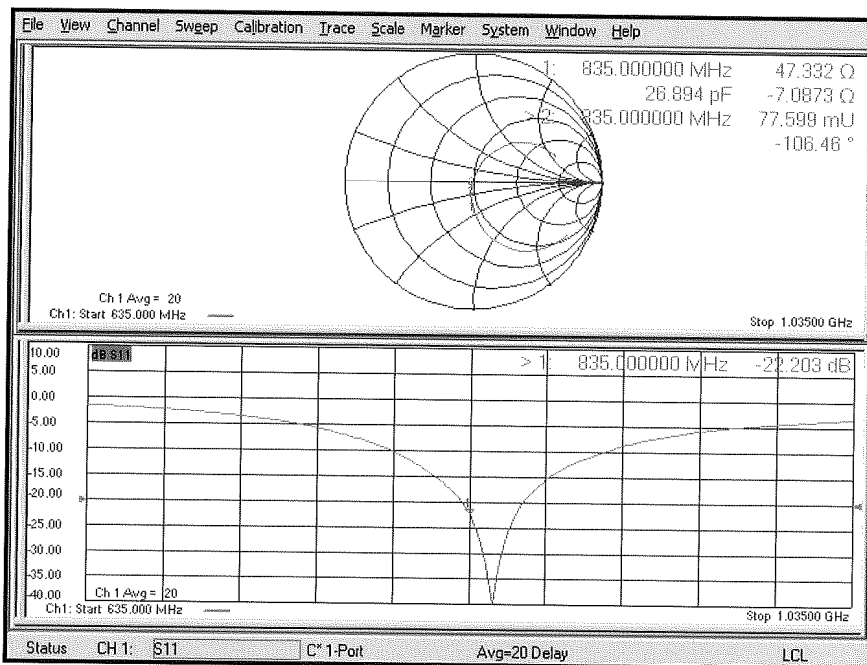 File View Channel Sweep Calibration Trace Scale Marker System Window Help
1: 835.000000 MHz 47.332 Ω
26.894 pF -7.0873 Ω
> 2: 835.000000 MHz 77.599 mU
-106.46 °
Ch 1 Avg = 20
Ch1: Start 635.000 MHz
Stop 1.03500 GHz
10.00
dB S11
> 1: 835.000000 MHz -22.203 dB
5.00
0.00
-5.00
-10.00
-15.00
-20.00
-25.00
-30.00
-35.00
-40.00
Ch 1 Avg = 20
Ch1: Start 635.000 MHz
Stop 1.03500 GHz
Status CH 1: S11 C* 1-Port Avg=20 Delay LCL